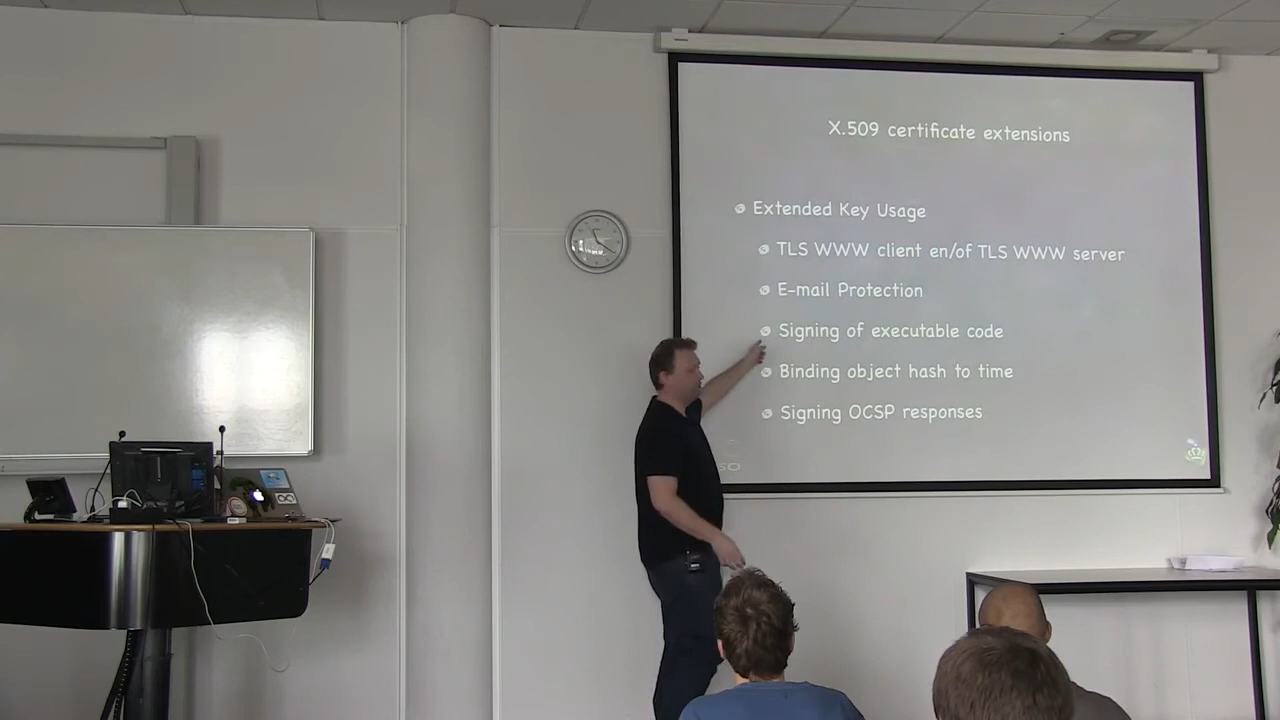 X.509 certificate extensions
Extended Key Usage
TLS WWW client en/of TLS WWW server
E-mail Protection
Signing of executable code
Binding object hash to time
Signing OCSP responses